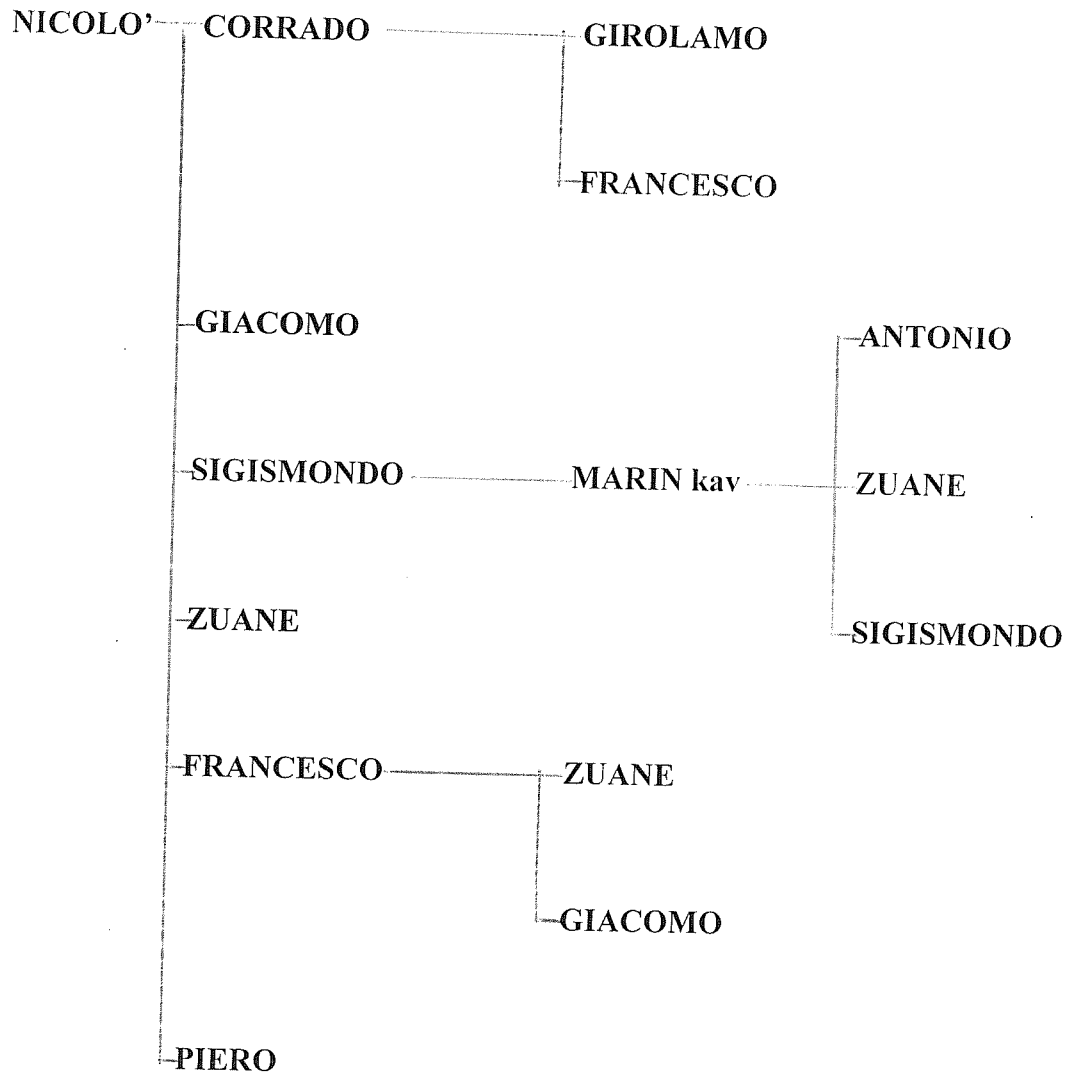 NICOLO' CORRADO GIROLAMO
FRANCESCO
GIACOMO
ANTONIO
SIGISMONDO MARIN kav ZUANE
ZUANE
SIGISMONDO
FRANCESCO ZUANE
GIACOMO
PIERO